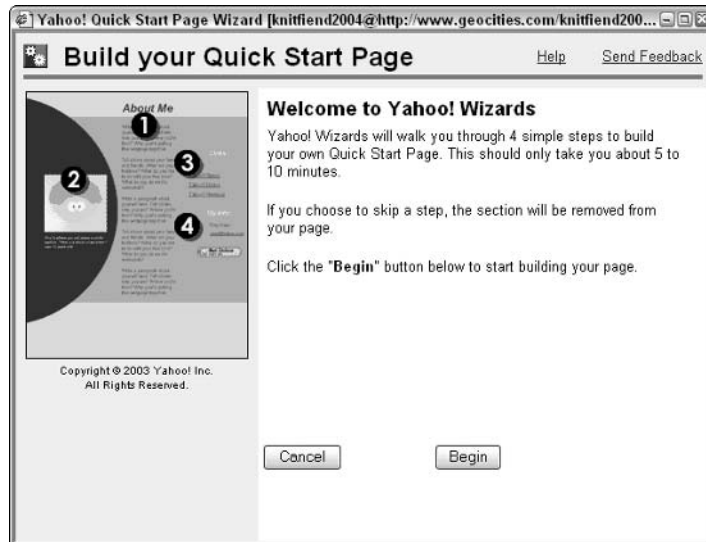 Yahoo! Quick Start Page Wizard [knitfiend2004@http://www.geocities.com/knitfiend200...
Build your Quick Start Page
Help
Send Feedback
About Me
1
2
3
4
Copyright © 2003 Yahoo! Inc.
All Rights Reserved.
Welcome to Yahoo! Wizards
Yahoo! Wizards will walk you through 4 simple steps to build
your own Quick Start Page. This should only take you about 5 to
10 minutes.
If you choose to skip a step, the section will be removed from
your page.
Click the "Begin" button below to start building your page.
Cancel
Begin